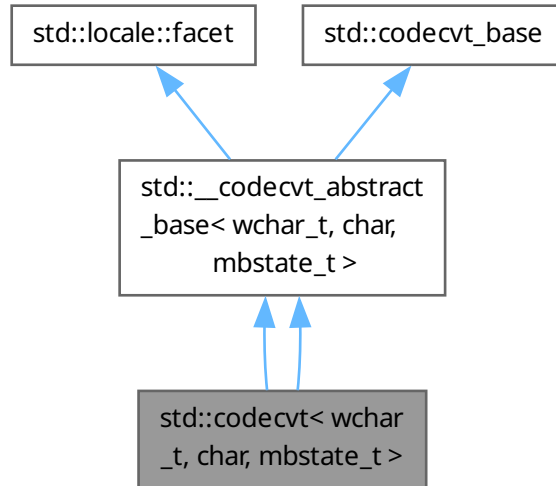 std::locale::facet
std::codecvt_base
std::__codecvt_abstract
_base< wchar_t, char,
mbstate_t >
std::codecvt< wchar
_t, char, mbstate_t >